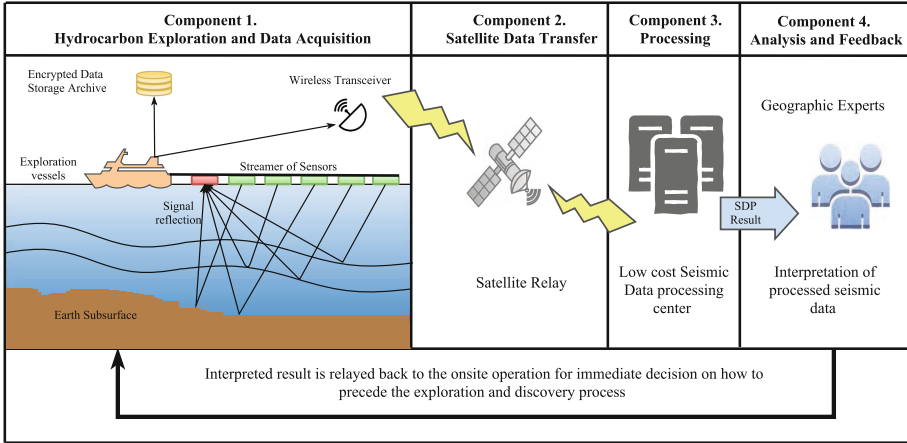 Component 1.
Hydrocarbon Exploration and Data Acquisition
Component 2.
Satellite Data Transfer
Component 3.
Processing
Component 4.
Analysis and Feedback
Encrypted Data
Storage Archive
Wireless Transceiver
Exploration
vessels
Streamer of Sensors
Signal
reflection
Earth Subsurface
Satellite Relay
Low cost Seismic
Data processing
center
SDP
Result
Geographic Experts
Interpretation of
processed seismic
data
Interpreted result is relayed back to the onsite operation for immediate decision on how to
precede the exploration and discovery process